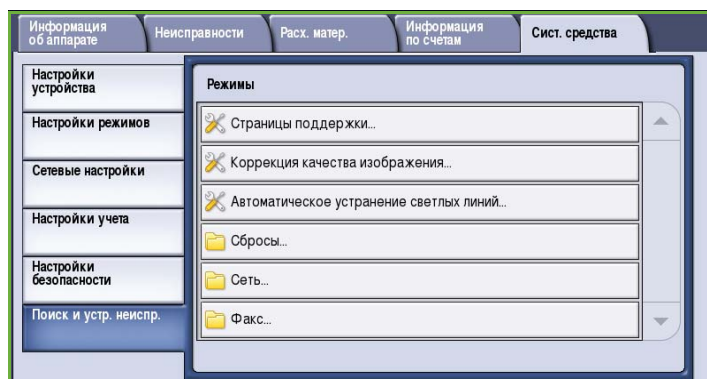 Информация
об аппарате
Неисправности
Расх. матер.
Информация
по счетам
Сист. средства
Настройки
устройства
Настройки режимов
Сетевые настройки
Настройки учета
Настройки
безопасности
Поиск и устр. неиспр.
Режимы
Страницы поддержки...
Коррекция качества изображения...
Автоматическое устранение светлых линий...
Сбросы...
Сеть...
Факс...